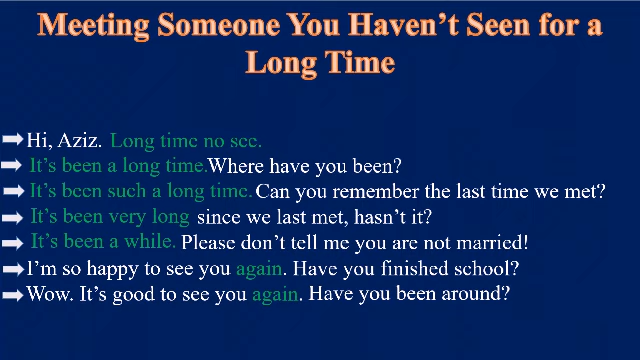 Meeting Someone You Haven't Seen for a
Long Time
Hi, Aziz. Long time no see.
It's been a long time.Where have you been?
It's been such a long time. Can you remember the last time we met?
It's been very long since we last met, hasn't it?
It's been a while. Please don't tell me you are not married!
I'm so happy to see you again. Have you finished school?
Wow. It's good to see you again. Have you been around?